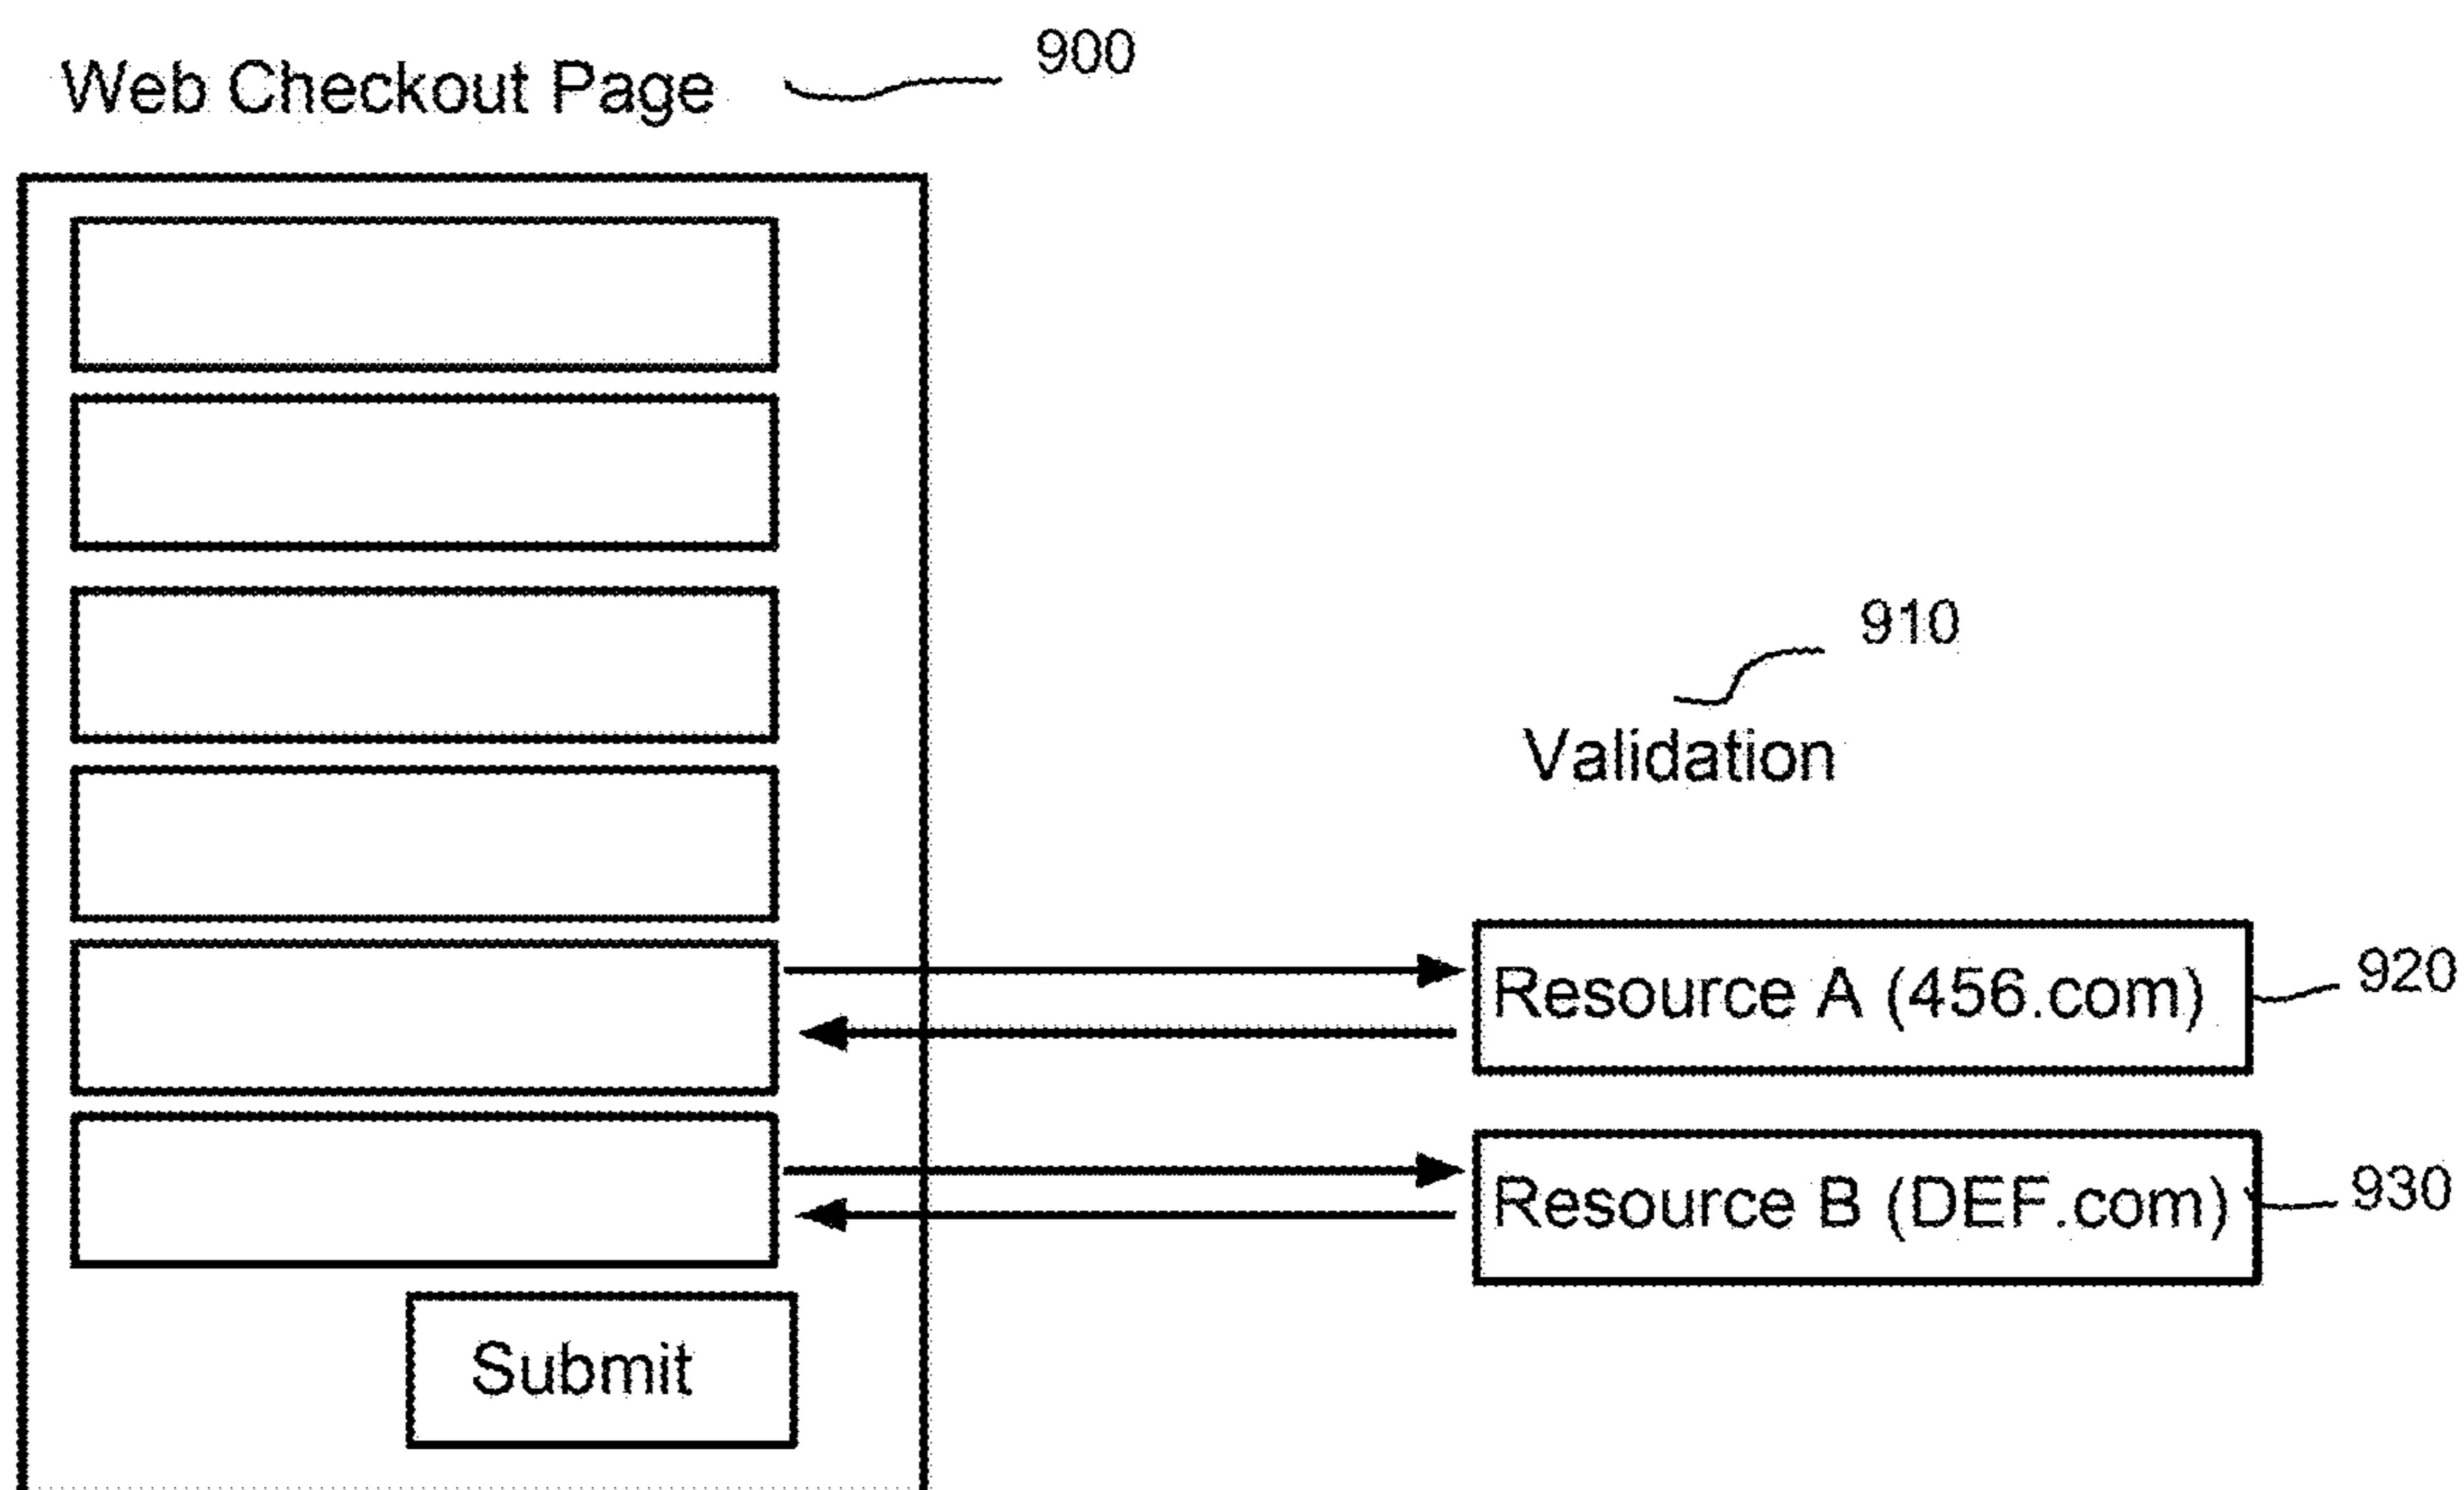 Web Checkout Page
900
910
Validation
Resource A (456.com)
920
Resource B (DEF.com)
930
Submit